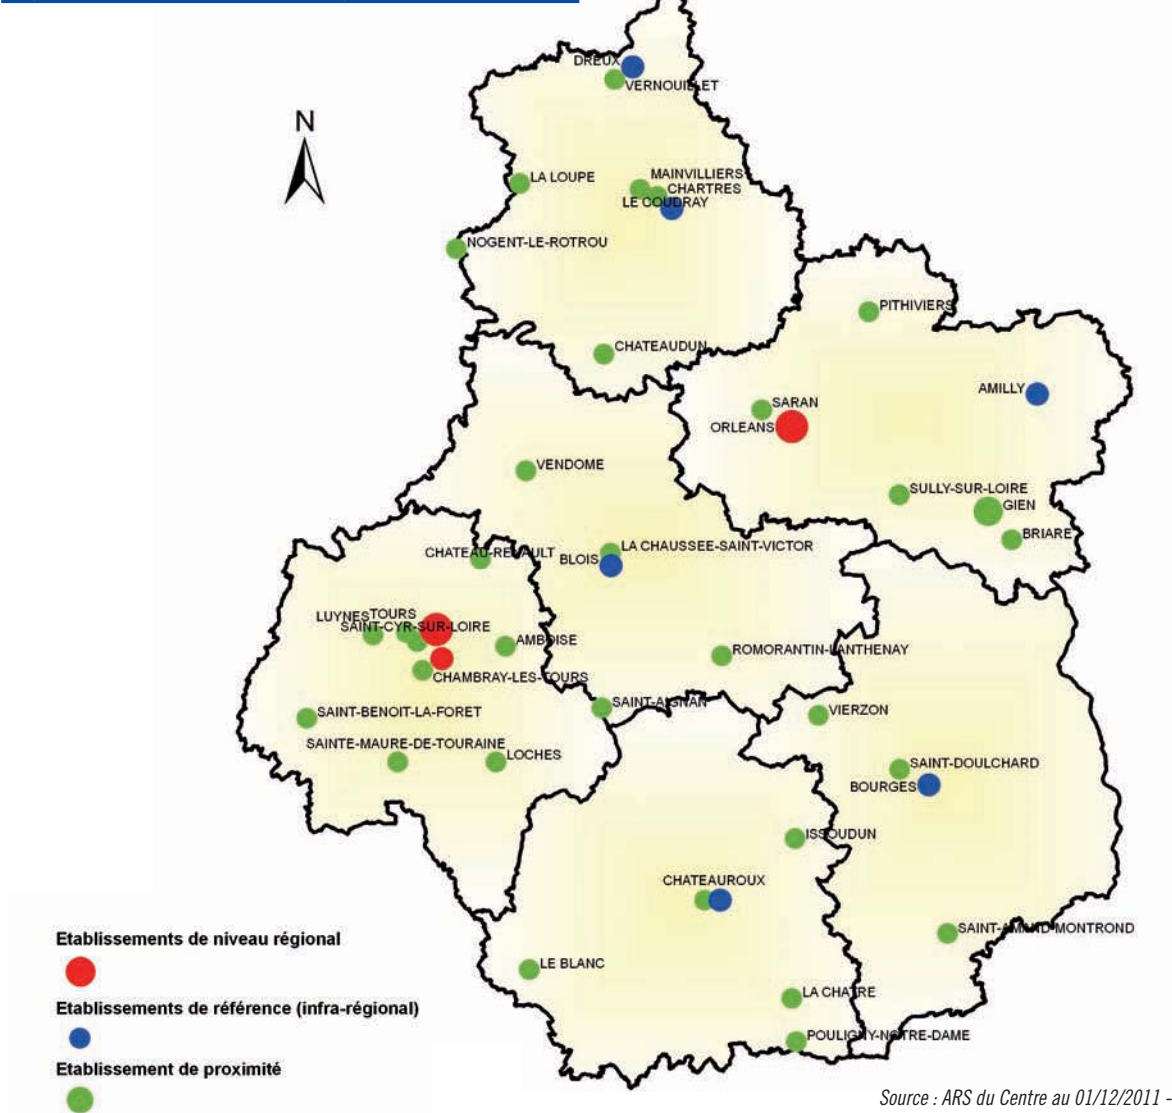 DREUX
VERNOUILLET
N
LA LOUPE
MAINVILLIERS
CHARTRES
LE COUDRAY
NOGENT-LE-ROTROU
PITHIVIERS
CHATEAUDUN
AMILLY
SARAN
ORLEANS
VENDOME
SULLY-SUR-LOIRE
GIEN
BRIARE
CHATEAU-RENAULT
LA CHAUSSEE-SAINT-VICTOR
BLOIS
LUYNES
TOURS
SAINT-CYR-SUR-LOIRE
AMBOISE
ROMORANTIN-LANTHENAY
CHAMBRAY-LES-TOURS
SAINT-AIGNAN
SAINT-BENOIT-LA-FORET
VIERZON
SAINTE-MAURE-DE-TOURAINE
LOCHES
SAINT-DOULCHARD
BOURGES
ISSOUDUN
CHATEAUROUX
SAINT-AMAND-MONTROND
LE BLANC
LA CHATRE
POULIGNY-NOTRE-DAME
Etablissements de niveau régional
Etablissements de référence (infra-régional)
Etablissement de proximité
Source : ARS du Centre au 01/12/2011 -